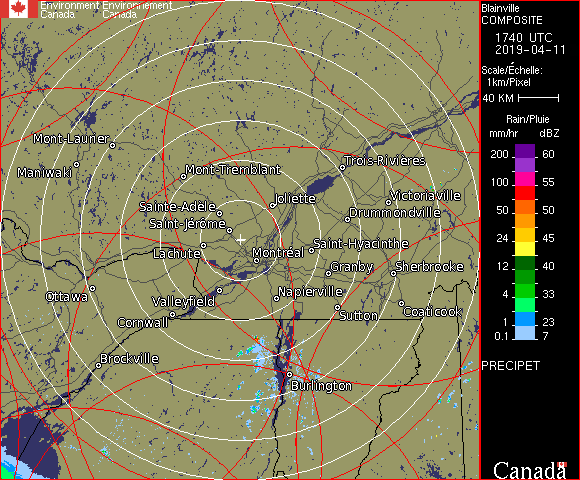 Environment Environnement
Canada Canada
Blainville
COMPOSITE
1740 UTC
2019-04-11
Scale/Échelle:
1km/Pixel
40 KM
Rain/Pluie
mm/hr dBZ
200 60
100 55
50 50
24 45
12 40
4 33
1 23
0.1 7
PRECIPET
Canada
Mont-Laurier
Maniwaki
Mont-Tremblant
Trois-Rivières
Joliette
Victoriaville
Sainte-Adèle
Drummondville
Saint-Jérôme
Saint-Hyacinthe
Lachute
Montréal
Granby
Sherbrooke
Ottawa
Valleyfield
Napierville
Coaticook
Cornwall
Sutton
Brockville
Burlington